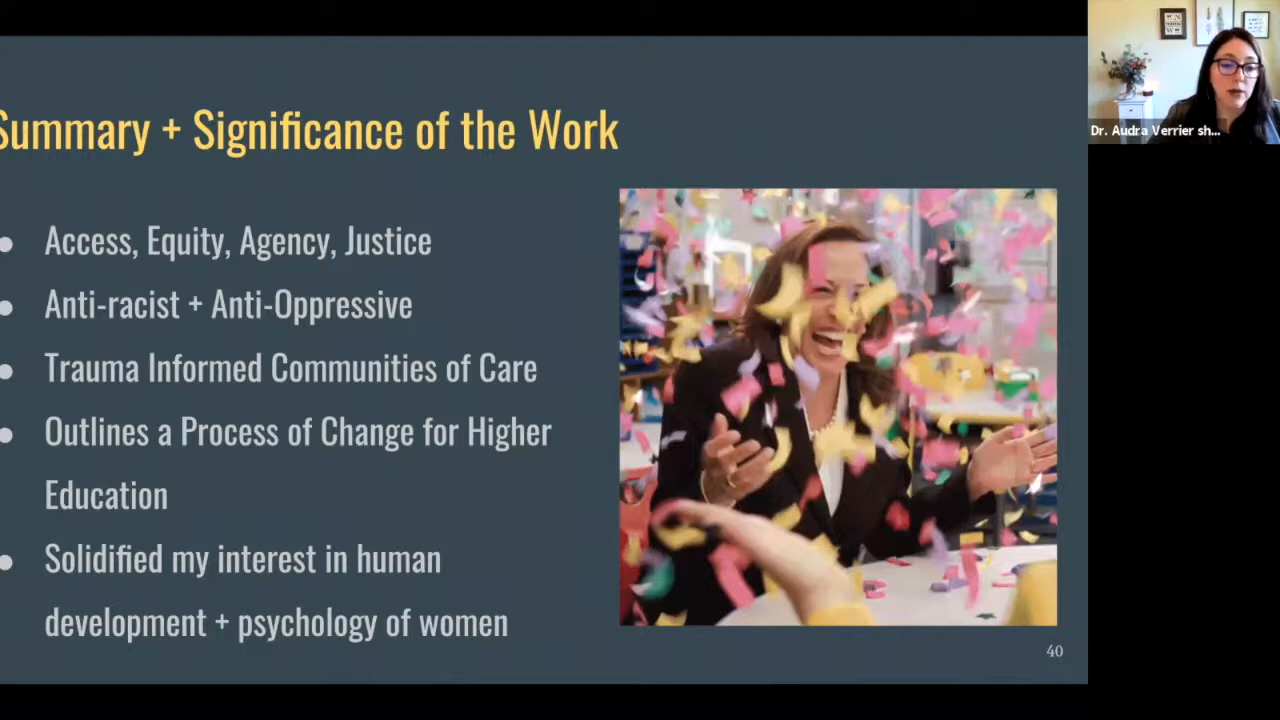 Summary + Significance of the Work
● Access, Equity, Agency, Justice
● Anti-racist + Anti-Oppressive
● Trauma Informed Communities of Care
● Outlines a Process of Change for Higher
Education
● Solidified my interest in human
development + psychology of women
40
Dr. Audra Verrier sh...